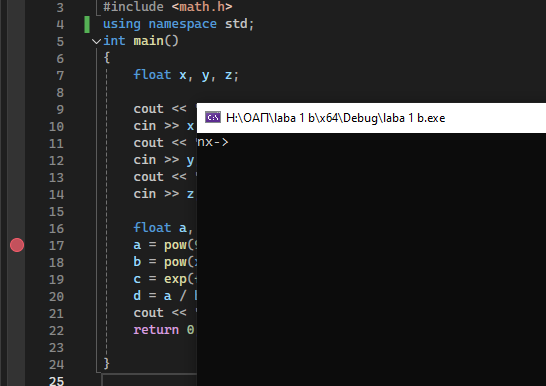 3 #include <math.h>
4 using namespace std;
5 int main()
6 {
7 float x, y, z;
8
9 cout <<
10 cin >> x
11 cout <<
12 cin >> y
13 cout << "
14 cin >> z
15
16 float a,
17 a = pow(
18 b = pow(
19 c = exp(
20 d = a /
21 cout << "
22 return 0
23
24 }
25
H:\ОАП\laba 1 b\x64\Debug\laba 1 b.exe
nx->